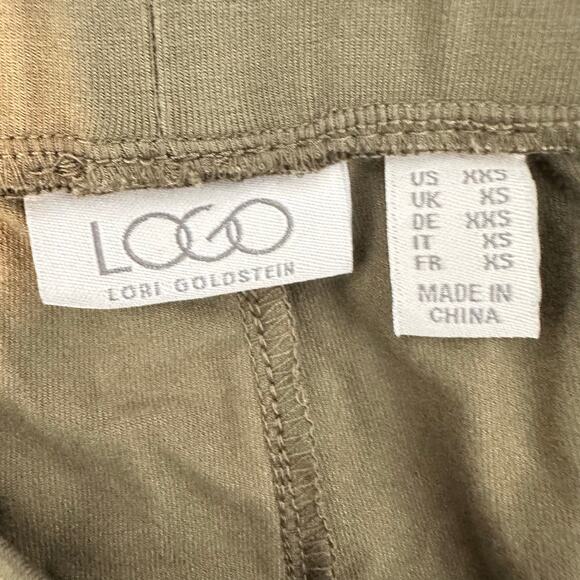 LOGO
LORI GOLDSTEIN
US XXS
UK XS
DE XXS
IT XS
FR XS
MADE IN
CHINA